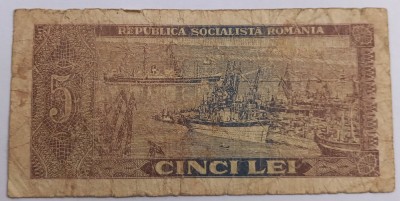 REPUBLICA SOCIALISTA ROMANIA
5
CINCI LEI